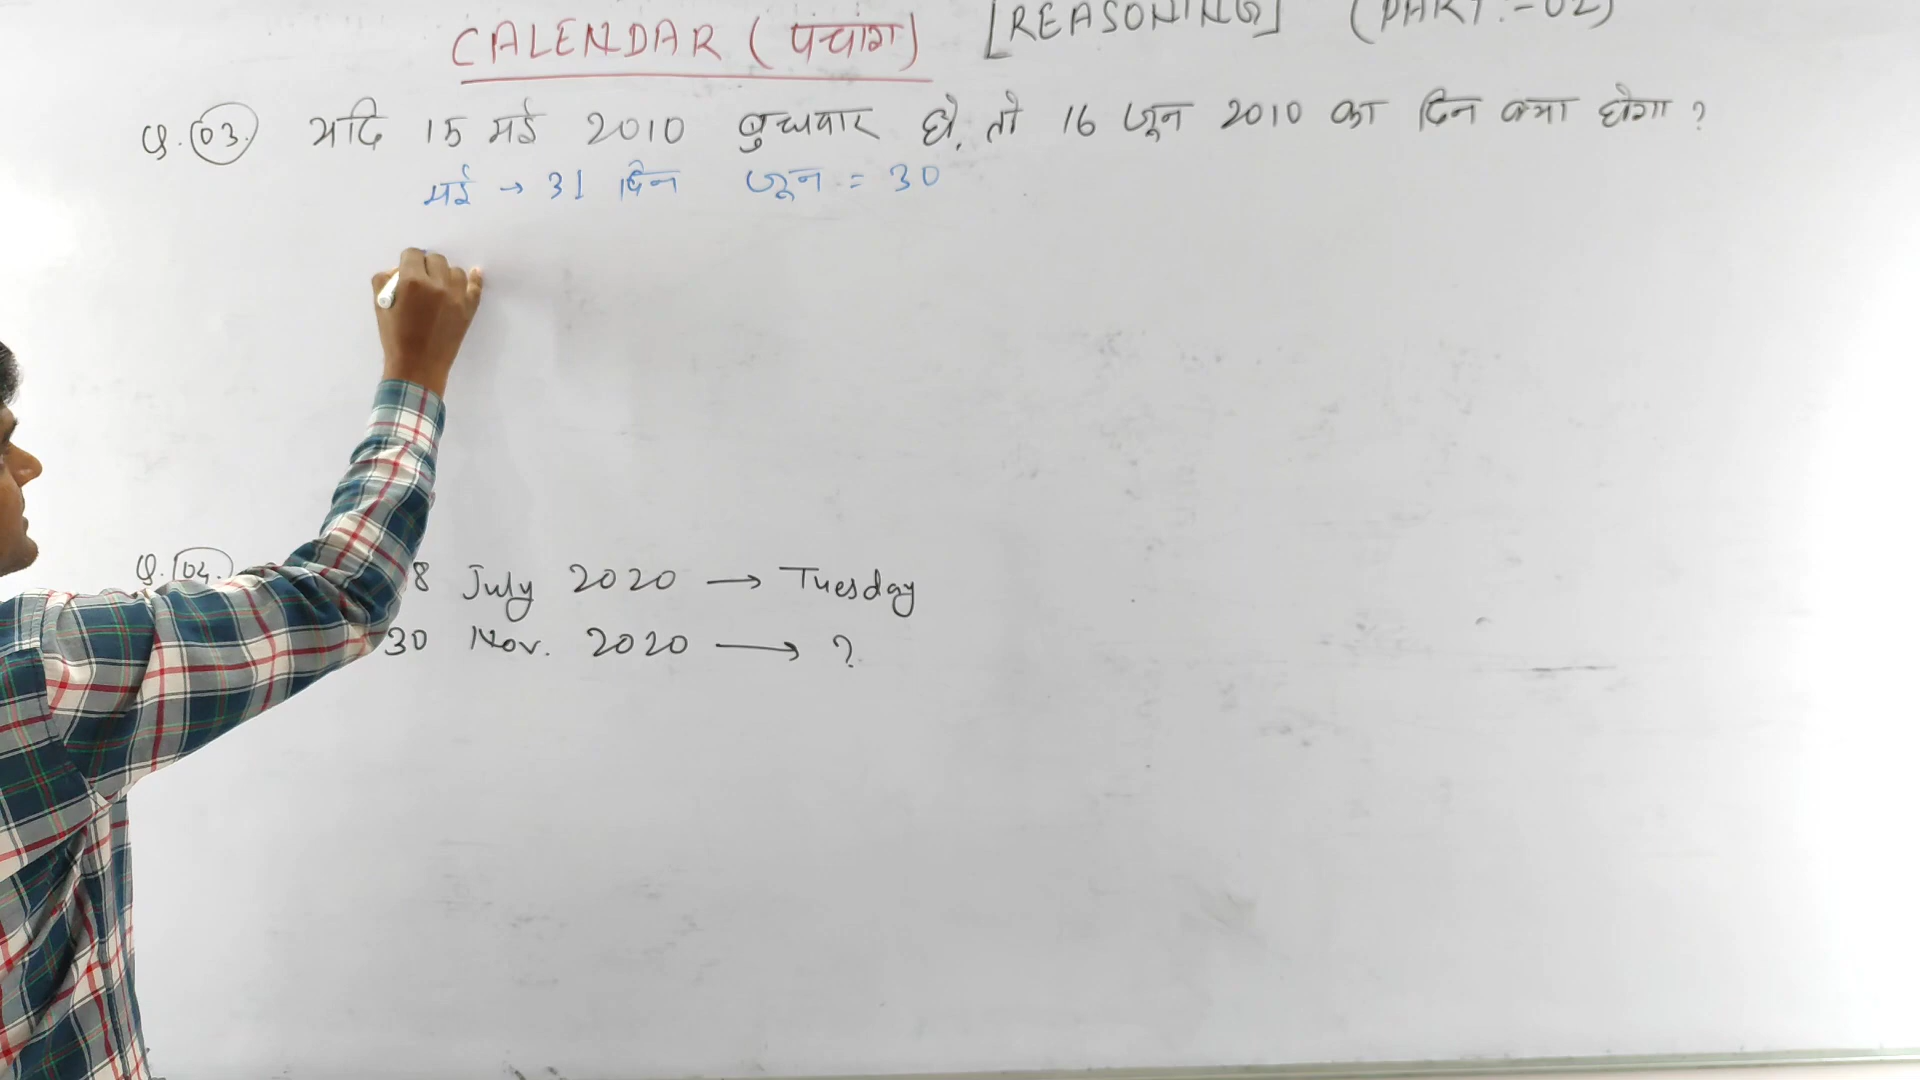 CALENDAR (पंचांग) [REASONING] (PART :- 02)
Q. 03. यदि 15 मई 2010 बुधवार हो, तो 16 जून 2010 का दिन क्या होगा ?
मई → 31 दिन जून = 30
Q. 04. 8 July 2020 → Tuesday
30 Nov. 2020 → ?